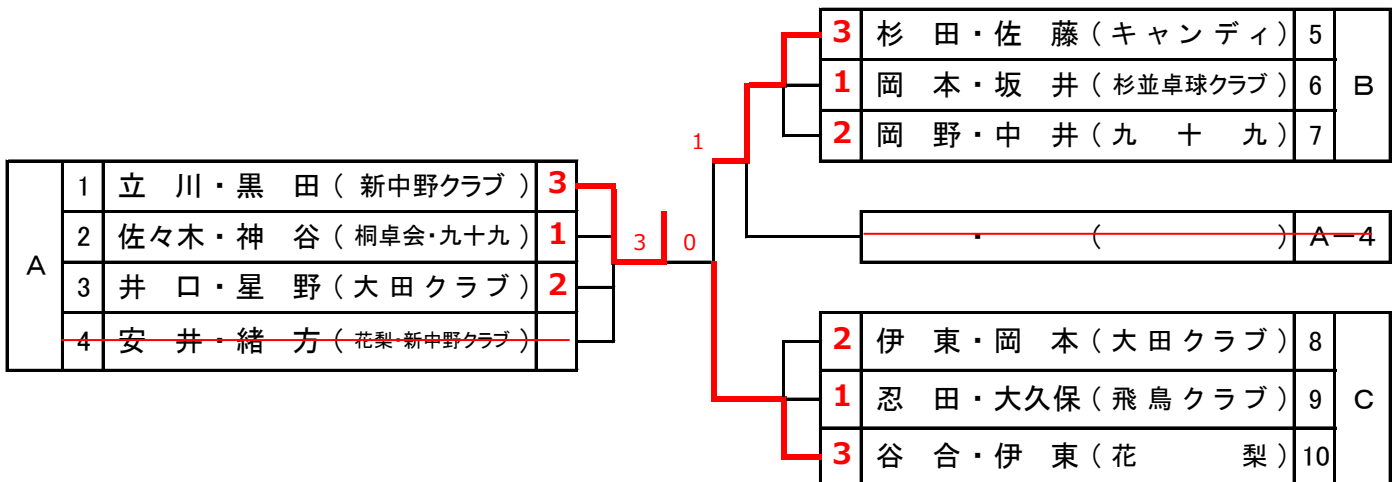 A
1 立 川・黒 田 ( 新中野クラブ ) 3
2 佐々木・神 谷 ( 桐卓会・九十九 ) 1
3 井 口・星 野 ( 大 田 ク ラ ブ ) 2
4 安 井・緒 方 ( 花梨・新中野クラブ )
3 0
1
3 杉 田・佐 藤 ( キ ャ ン デ ィ ) 5
1 岡 本・坂 井 ( 杉並卓球クラブ ) 6 B
2 岡 野・中 井 ( 九 十 九 ) 7
・ ( ) A－4
2 伊 東・岡 本 ( 大 田 ク ラ ブ ) 8
1 忍 田・大久保 ( 飛 鳥 ク ラ ブ ) 9 C
3 谷 合・伊 東 ( 花 梨 ) 10